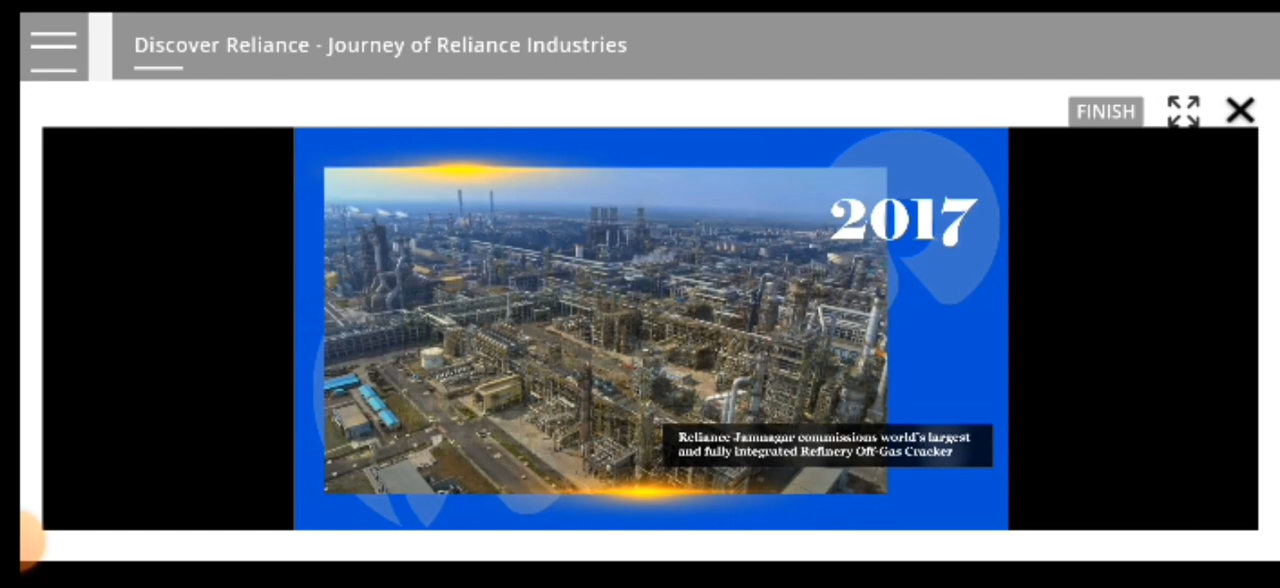 Discover Reliance - Journey of Reliance Industries
FINISH
2017
Reliance Jamnagar commissions world's largest
and fully integrated Refinery Off-Gas Cracker